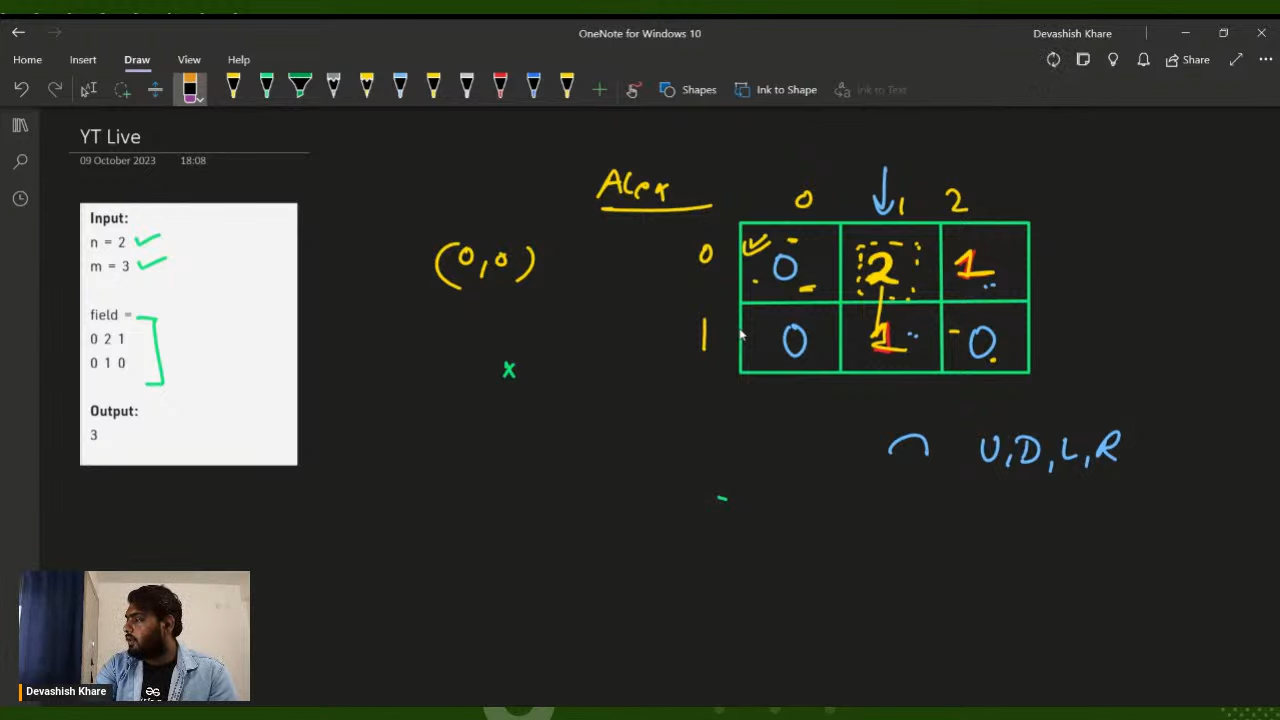 OneNote for Windows 10
Devashish Khare
Home Insert Draw View Help
Share
Shapes Ink to Shape Ink to Text
YT Live
09 October 2023 18:08
Input:
n = 2
m = 3
field =
0 2 1
0 1 0
Output:
3
Alex
0 1 2
(0,0)
0 0 2 1
1 0 1 0
x
U, D, L, R
Devashish Khare